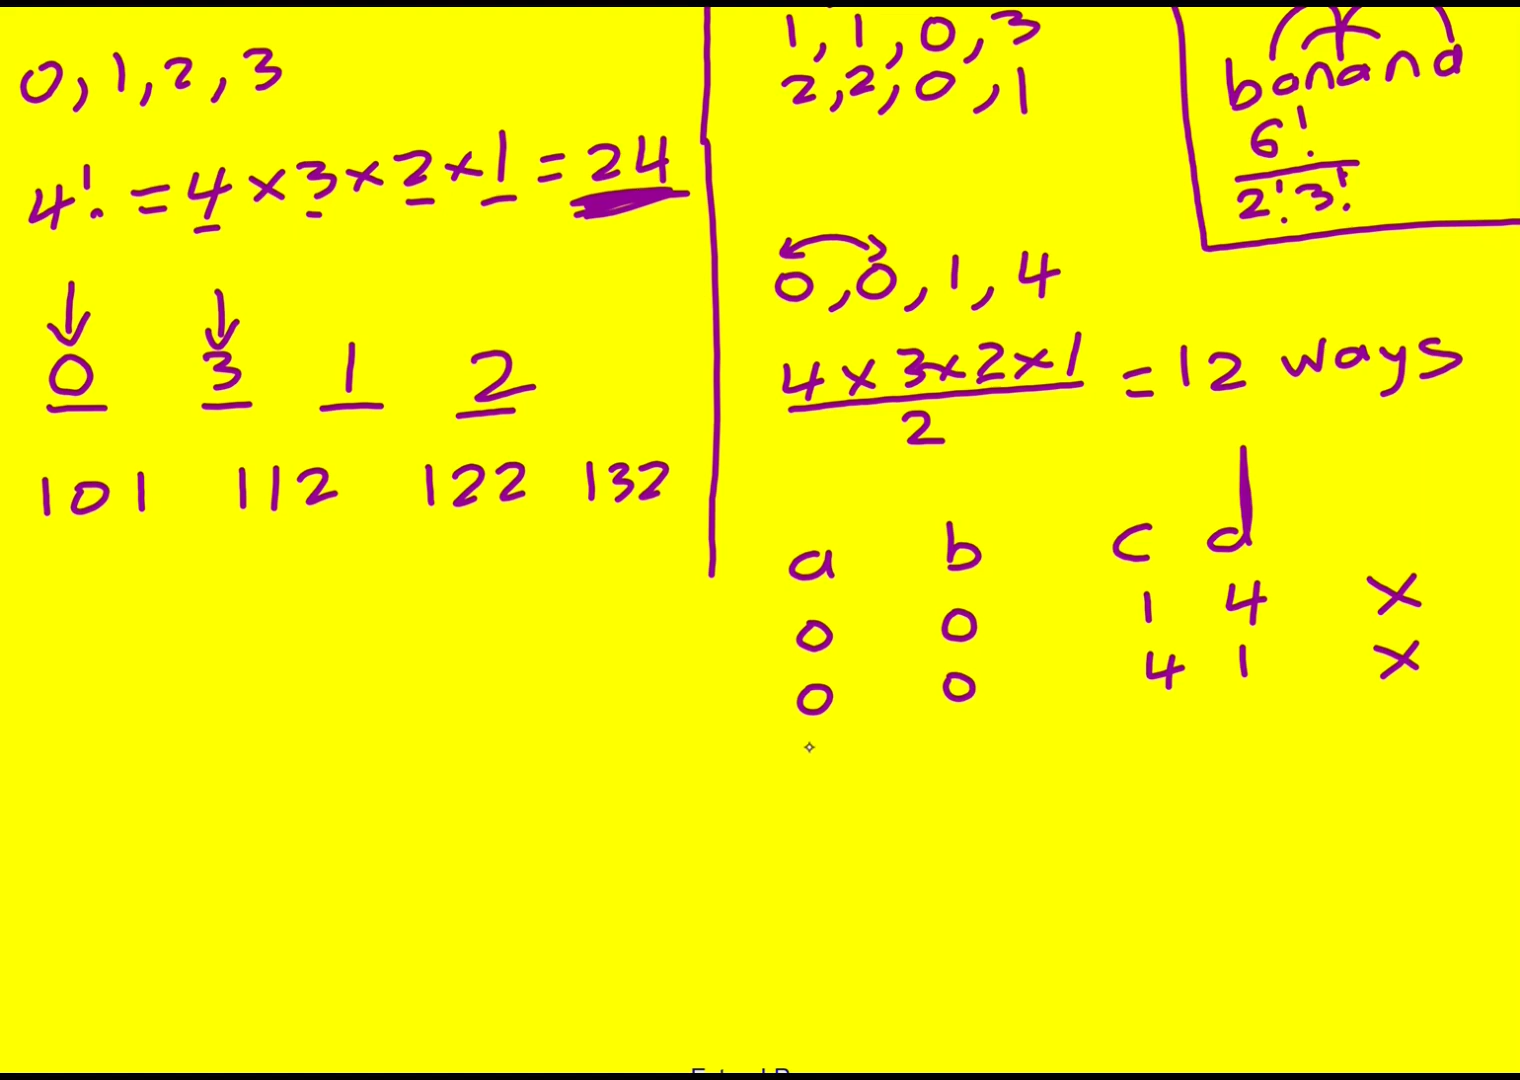 0, 1, 2, 3
4! = 4 × 3 × 2 × 1 = 24
0 3 1 2
101 112 122 132
1, 1, 0, 3
2, 2, 0, 1
banana
6!
2! 3!
0, 0, 1, 4
4 × 3 × 2 × 1
2
= 12 ways
a b c d
0 0 1 4 ×
0 0 4 1 ×